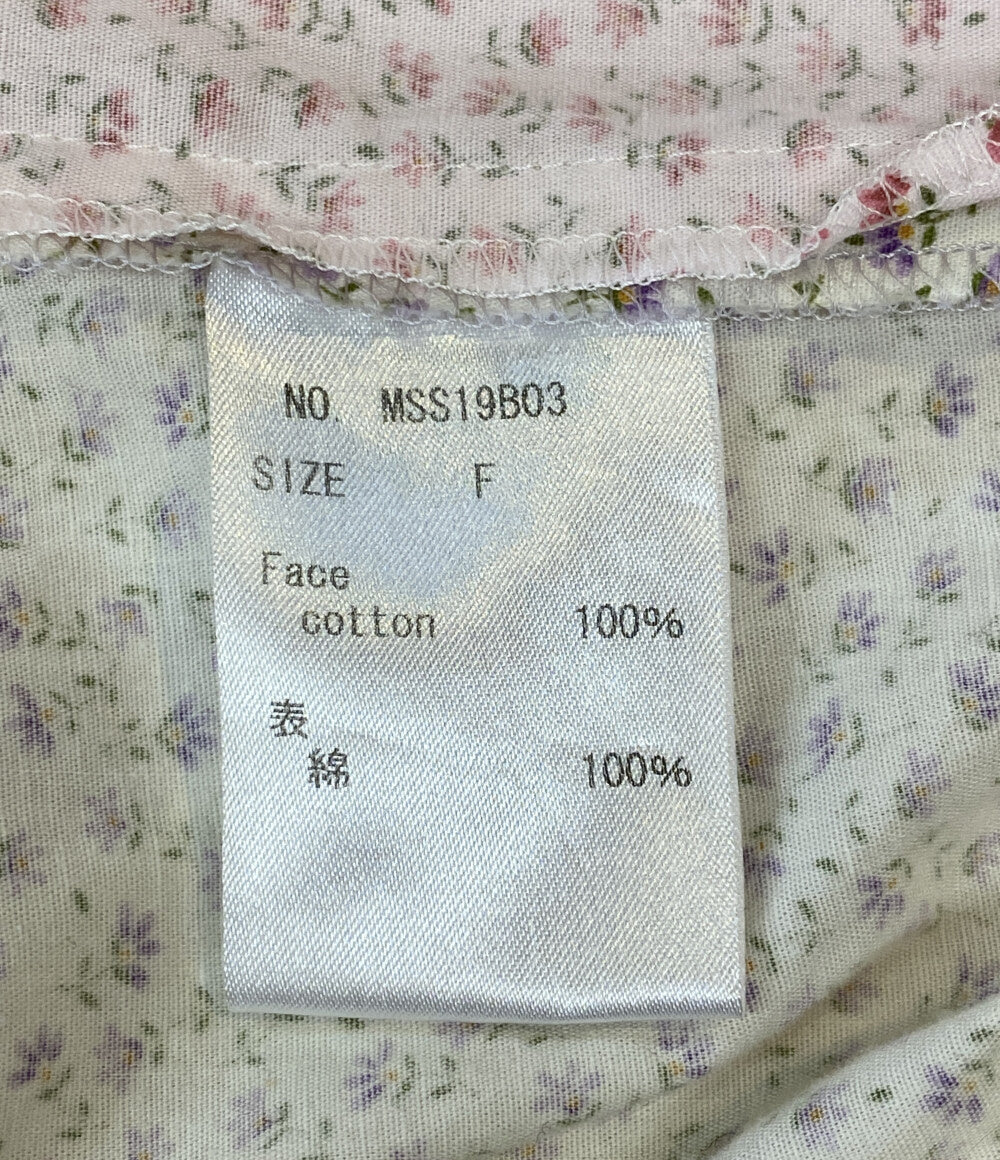 NO. MSS19B03
SIZE F
Face
cotton 100%
表
綿 100%